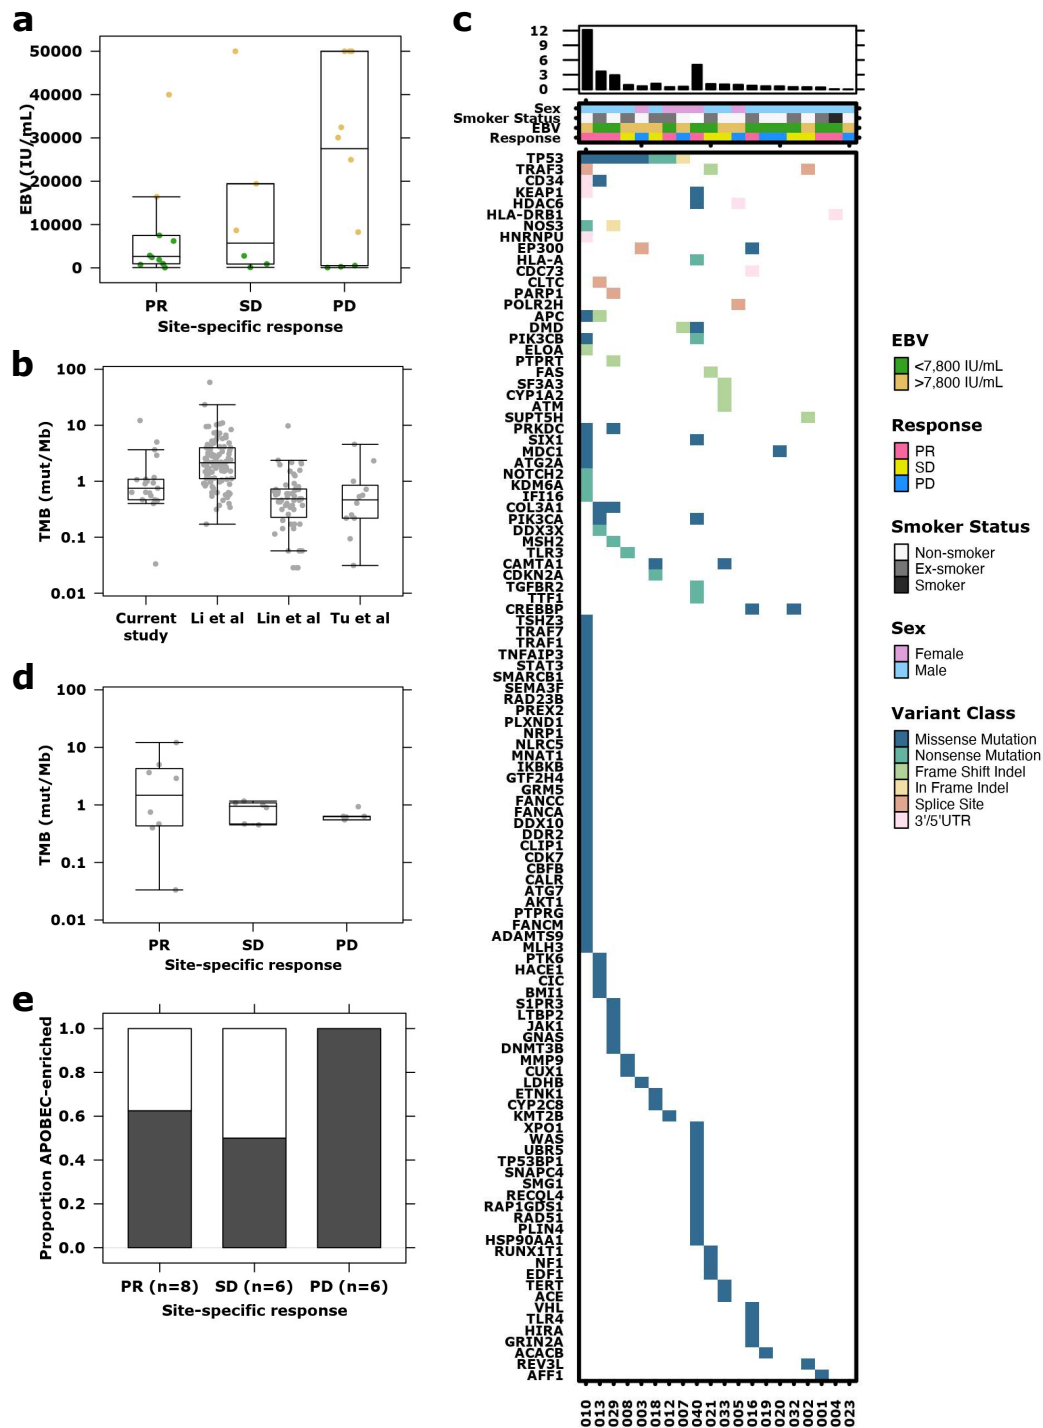 a
50000
40000
30000
20000
10000
0
EBV (IU/mL)
PR
SD
PD
Site-specific response
b
100
10
1
0.1
0.01
TMB (mut/Mb)
Current study
Li et al
Lin et al
Tu et al
d
100
10
1
0.1
0.01
TMB (mut/Mb)
PR
SD
PD
Site-specific response
e
1.0
0.8
0.6
0.4
0.2
0.0
Proportion APOBEC-enriched
PR (n=8)
SD (n=6)
PD (n=6)
Site-specific response
c
12
9
6
3
0
Sex
Smoker Status
EBV
Response
TP53
TRAF3
CD34
KEAP1
HDAC6
HLA-DRB1
NOS3
HNRNPU
EP300
HLA-A
CDC73
CLTC
PARP1
POLR2H
APC
DMD
PIK3CB
ELOA
PTPRT
FAS
SF3A3
CYP1A2
ATM
SUPT5H
PRKDC
SIX1
MDC1
ATG2A
NOTCH2
KDM6A
IFI16
COL3A1
PIK3CA
DDX3X
MSH2
TLR3
CAMTA1
CDKN2A
TGFBR2
TTF1
CREBBP
TSHZ3
TRAF7
TRAF1
TNFAIP3
STAT3
SMARCB1
SEMA3F
RAD23B
PREX2
PLXND1
NRP1
NLRC5
MNAT1
IKBKB
GTF2H4
GRM5
FANCC
FANCA
DDX10
DDR2
CLIP1
CDK7
CBFB
CALR
ATG7
AKT1
PTPRG
FANCM
ADAMTS9
MLH3
PTK6
HACE1
CIC
BMI1
S1PR3
LTBP2
JAK1
GNAS
DNMT3B
MMP9
CUX1
LDHB
ETNK1
CYP2C8
KMT2B
XPO1
WAS
UBR5
TP53BP1
SNAPC4
SMG1
RECQL4
RAP1GDS1
RAD51
PLIN4
HSP90AA1
RUNX1T1
NF1
EDF1
TERT
ACE
VHL
TLR4
HIRA
GRIN2A
ACACB
REV3L
AFF1
010
013
029
008
003
018
012
007
040
021
033
005
016
019
020
032
002
001
004
023
EBV
<7,800 IU/mL
>7,800 IU/mL
Response
PR
SD
PD
Smoker Status
Non-smoker
Ex-smoker
Smoker
Sex
Female
Male
Variant Class
Missense Mutation
Nonsense Mutation
Frame Shift Indel
In Frame Indel
Splice Site
3'/5'UTR